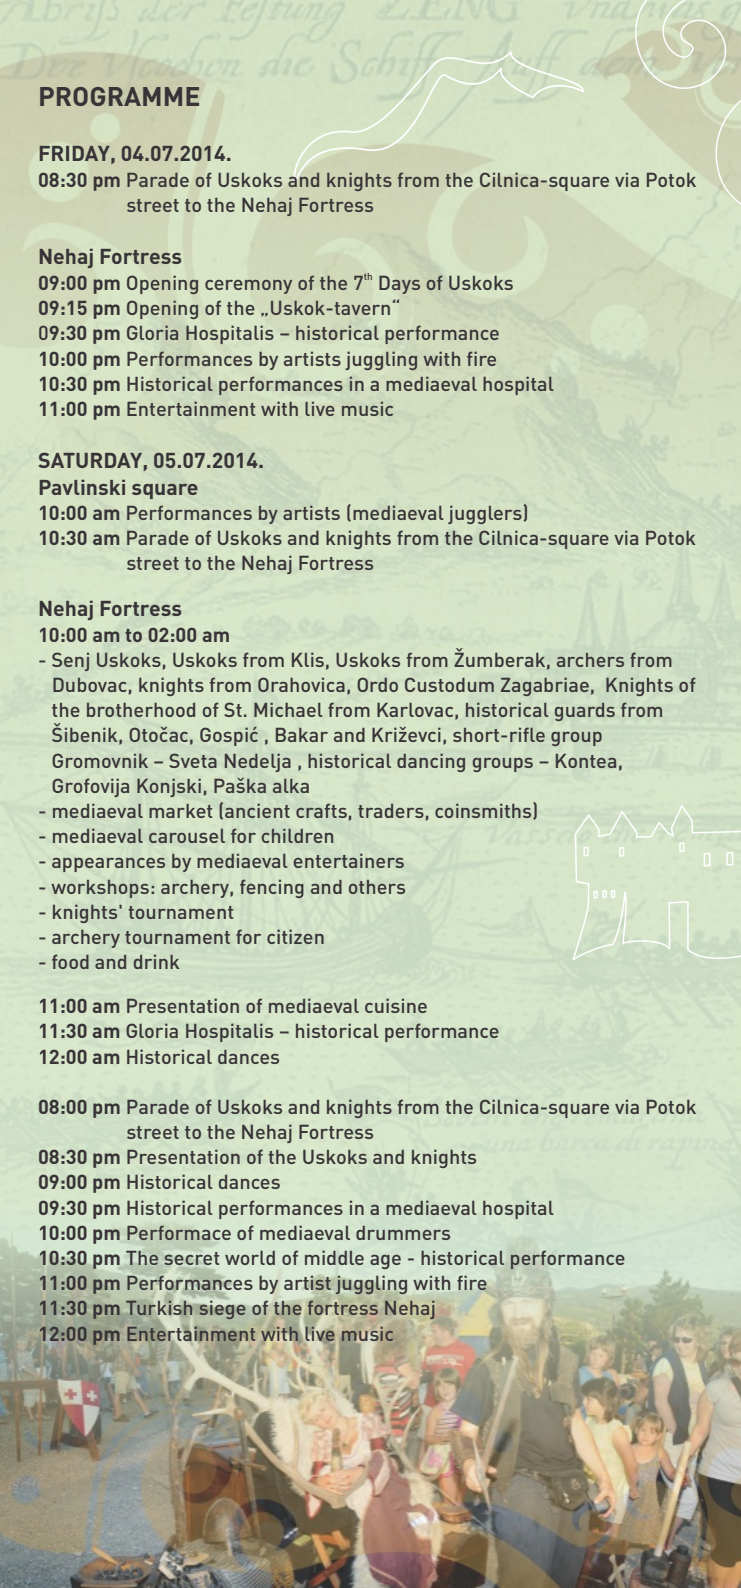 Abriß der Festung ZENG
Der Vscochen die Schiff Auff dem
PROGRAMME
FRIDAY, 04.07.2014.
08:30 pm Parade of Uskoks and knights from the Cilnica-square via Potok
street to the Nehaj Fortress
Nehaj Fortress
09:00 pm Opening ceremony of the 7th Days of Uskoks
09:15 pm Opening of the „Uskok-tavern“
09:30 pm Gloria Hospitalis – historical performance
10:00 pm Performances by artists juggling with fire
10:30 pm Historical performances in a mediaeval hospital
11:00 pm Entertainment with live music
SATURDAY, 05.07.2014.
Pavlinski square
10:00 am Performances by artists (mediaeval jugglers)
10:30 am Parade of Uskoks and knights from the Cilnica-square via Potok
street to the Nehaj Fortress
Nehaj Fortress
10:00 am to 02:00 am
- Senj Uskoks, Uskoks from Klis, Uskoks from Žumberak, archers from
Dubovac, knights from Orahovica, Ordo Custodum Zagabriae, Knights of
the brotherhood of St. Michael from Karlovac, historical guards from
Šibenik, Otočac, Gospić , Bakar and Križevci, short-rifle group
Gromovnik – Sveta Nedelja , historical dancing groups – Kontea,
Grofovija Konjski, Paška alka
- mediaeval market (ancient crafts, traders, coinsmiths)
- mediaeval carousel for children
- appearances by mediaeval entertainers
- workshops: archery, fencing and others
- knights' tournament
- archery tournament for citizen
- food and drink
11:00 am Presentation of mediaeval cuisine
11:30 am Gloria Hospitalis – historical performance
12:00 am Historical dances
08:00 pm Parade of Uskoks and knights from the Cilnica-square via Potok
street to the Nehaj Fortress
una barca di rapina
08:30 pm Presentation of the Uskoks and knights
09:00 pm Historical dances
09:30 pm Historical performances in a mediaeval hospital
10:00 pm Performace of mediaeval drummers
10:30 pm The secret world of middle age - historical performance
11:00 pm Performances by artist juggling with fire
11:30 pm Turkish siege of the fortress Nehaj
12:00 pm Entertainment with live music